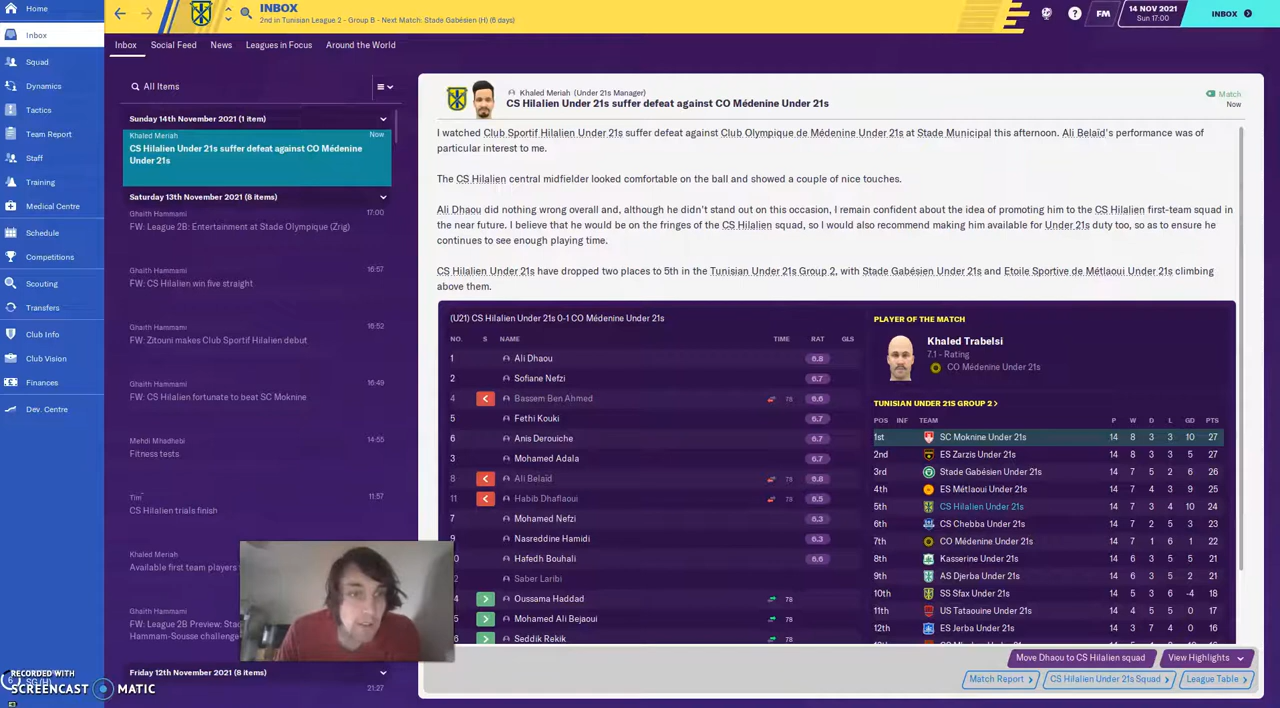 Home
Inbox
Squad
Dynamics
Tactics
Team Report
Staff
Training
Medical Centre
Schedule
Competitions
Scouting
Transfers
Club Info
Club Vision
Finances
Dev. Centre
RECORDED WITH
SCREENCAST MATIC
INBOX
2nd in Tunisian League 2 - Group B - Next Match: Stade Gabésien (H) (6 days)
FM
14 NOV 2021
Sun 17:00
INBOX
Inbox Social Feed News Leagues in Focus Around the World
All Items
Sunday 14th November 2021 (1 item)
Khaled Meriah Now
CS Hilalien Under 21s suffer defeat against CO Médenine
Under 21s
Saturday 13th November 2021 (8 items)
Ghaith Hammami 17:00
FW: League 2B: Entertainment at Stade Olympique (Zrig)
Ghaith Hammami 16:57
FW: CS Hilalien win five straight
Ghaith Hammami 16:52
FW: Zitouni makes Club Sportif Hilalien debut
Ghaith Hammami 16:49
FW: CS Hilalien fortunate to beat SC Moknine
Mehdi Mhadhebi 14:55
Fitness tests
Tim 11:57
CS Hilalien trials finish
Khaled Meriah
Available first team players
Ghaith Hammami
FW: League 2B Preview:
Hammam-Sousse challenge
Friday 12th November 2021 (8 items)
21:27
Khaled Meriah (Under 21s Manager)
CS Hilalien Under 21s suffer defeat against CO Médenine Under 21s
Match
Now
I watched Club Sportif Hilalien Under 21s suffer defeat against Club Olympique de Médenine Under 21s at Stade Municipal this afternoon. Ali Belaïd's performance was of
particular interest to me.
The CS Hilalien central midfielder looked comfortable on the ball and showed a couple of nice touches.
Ali Dhaou did nothing wrong overall and, although he didn't stand out on this occasion, I remain confident about the idea of promoting him to the CS Hilalien first-team squad in
the near future. I believe that he would be on the fringes of the CS Hilalien squad, so I would also recommend making him available for Under 21s duty too, so as to ensure he
continues to see enough playing time.
CS Hilalien Under 21s have dropped two places to 5th in the Tunisian Under 21s Group 2, with Stade Gabésien Under 21s and Etoile Sportive de Métlaoui Under 21s climbing
above them.
(U21) CS Hilalien Under 21s 0-1 CO Médenine Under 21s
NO. S NAME TIME RAT GLS
1 Ali Dhaou 6.8
2 Sofiane Nefzi 6.7
4 Bassem Ben Ahmed 78 6.6
5 Fethi Kouki 6.7
6 Anis Derouiche 6.7
3 Mohamed Adala 6.7
8 Ali Belaïd 78 6.8
11 Habib Dhaflaoui 78 6.5
7 Mohamed Nefzi 6.3
9 Nasreddine Hamidi 6.3
Hafedh Bouhali 6.6
Saber Laribi
Oussama Haddad 78
Mohamed Ali Bejaoui 78
Seddik Rekik 78
PLAYER OF THE MATCH
Khaled Trabelsi
7.1 - Rating
CO Médenine Under 21s
TUNISIAN UNDER 21S GROUP 2
POS INF TEAM P W D L GD PTS
1st SC Moknine Under 21s 14 8 3 3 10 27
2nd ES Zarzis Under 21s 14 8 3 3 5 27
3rd Stade Gabésien Under 21s 14 7 5 2 6 26
4th ES Métlaoui Under 21s 14 7 4 3 9 25
5th CS Hilalien Under 21s 14 7 3 4 10 24
6th CS Chebba Under 21s 14 7 2 5 3 23
7th CO Médenine Under 21s 14 7 1 6 1 22
8th Kasserine Under 21s 14 6 3 5 5 21
9th AS Djerba Under 21s 14 6 3 5 2 21
10th SS Sfax Under 21s 14 5 3 6 -4 18
11th US Tataouine Under 21s 14 4 5 5 0 17
12th ES Jerba Under 21s 14 3 7 4 0 16
Move Dhaou to CS Hilalien squad View Highlights
Match Report CS Hilalien Under 21s Squad League Table